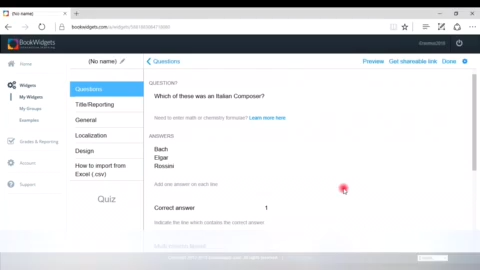 (No name)
bookwidgets.com
BookWidgets
Home
Widgets
My Widgets
My Groups
Examples
Grades & Reporting
Account
Support
(No name)
Questions
Title/Reporting
General
Localization
Design
How to import from
Excel (.csv)
Quiz
Questions
Preview Get shareable link Done
QUESTION?
Which of these was an Italian Composer?
Need to enter math or chemistry formulas? Learn more here
ANSWERS
Bach
Elgar
Rossini
Add one answer on each line
Correct answer 1
Indicate the line which contains the correct answer